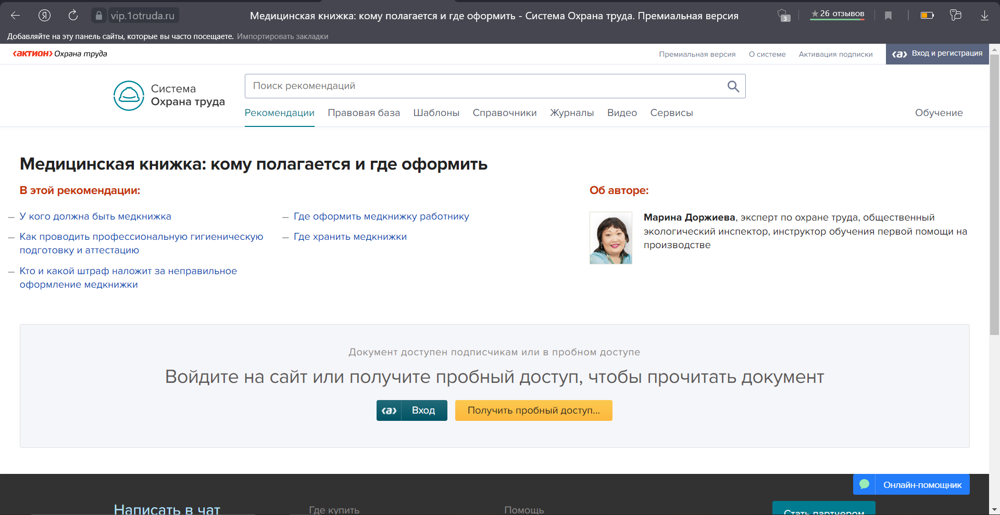 vip.1otruda.ru
Медицинская книжка: кому полагается и где оформить - Система Охрана труда. Премиальная версия
3
★26 отзывов
Добавляйте на эту панель сайты, которые вы часто посещаете. Импортировать закладки
‹актион› Охрана труда
Премиальная версия
О системе
Активация подписки
‹а› Вход и регистрация
Система
Охрана труда
Поиск рекомендаций
Рекомендации
Правовая база
Шаблоны
Справочники
Журналы
Видео
Сервисы
Обучение
Медицинская книжка: кому полагается и где оформить
В этой рекомендации:
— У кого должна быть медкнижка
— Как проводить профессиональную гигиеническую
подготовку и аттестацию
— Кто и какой штраф наложит за неправильное
оформление медкнижки
— Где оформить медкнижку работнику
— Где хранить медкнижки
Об авторе:
Марина Доржиева, эксперт по охране труда, общественный
экологический инспектор, инструктор обучения первой помощи на
производстве
Документ доступен подписчикам или в пробном доступе
Войдите на сайт или получите пробный доступ, чтобы прочитать документ
‹а› Вход
Получить пробный доступ...
Онлайн-помощник
Написать в чат
Где купить
Помощь
Стать партнером